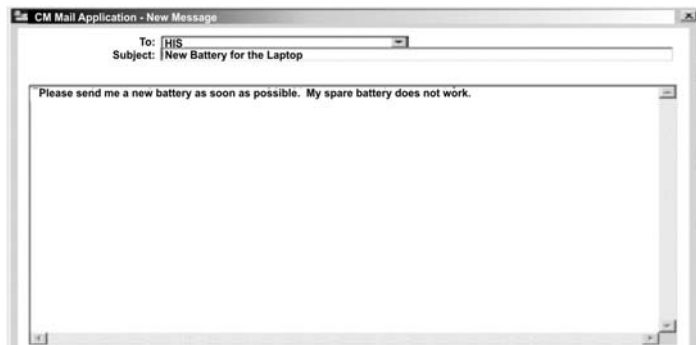 CM Mail Application - New Message
To: HIS
Subject: New Battery for the Laptop
Please send me a new battery as soon as possible.  My spare battery does not work.